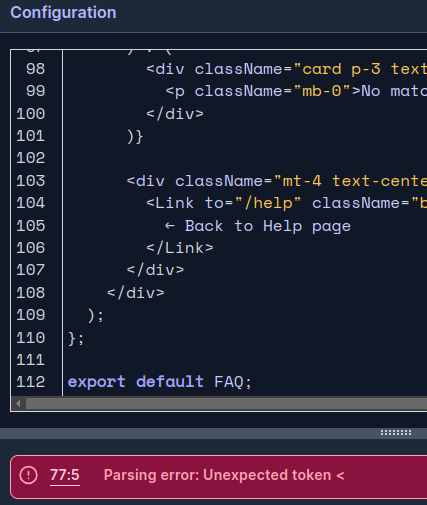 Configuration
97 ) : (
98 <div className="card p-3 text
99 <p className="mb-0">No matc
100 </div>
101 )}
102
103 <div className="mt-4 text-cente
104 <Link to="/help" className="b
105 ← Back to Help page
106 </Link>
107 </div>
108 </div>
109 );
110 };
111
112 export default FAQ;
77:5 Parsing error: Unexpected token <